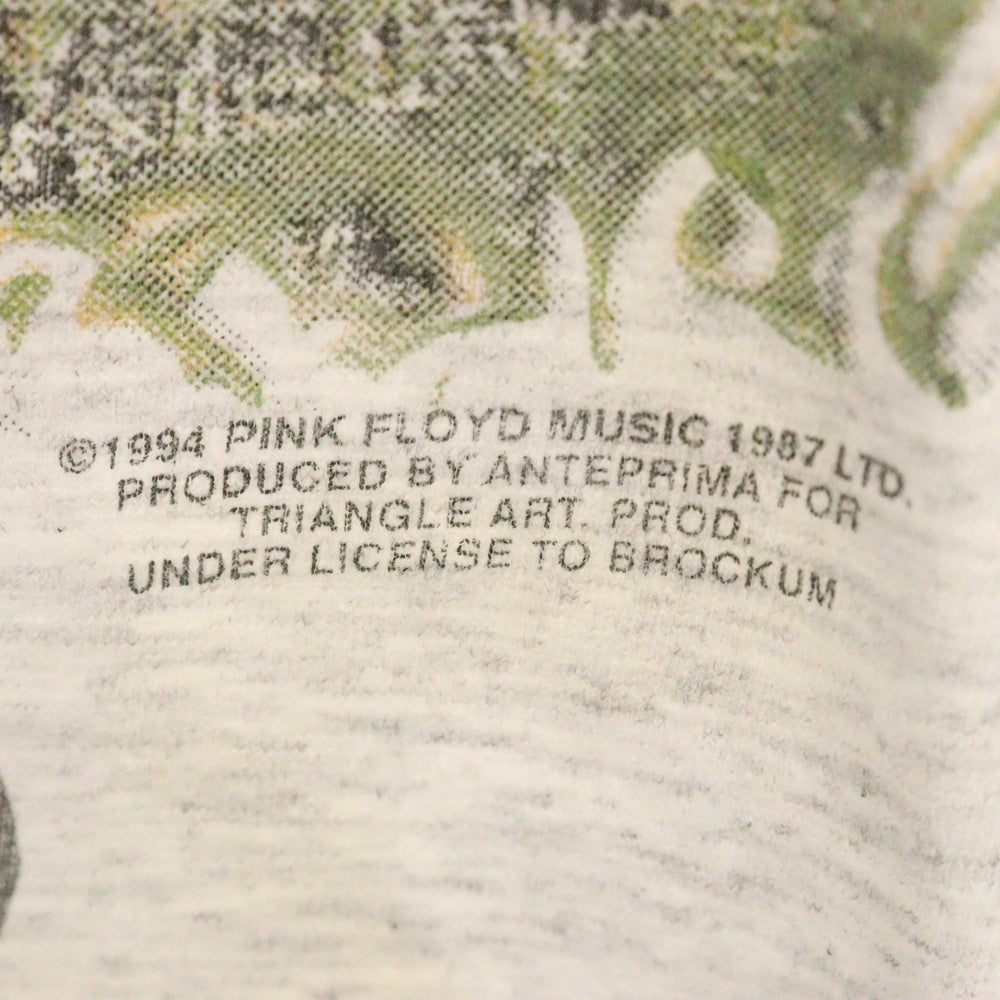 ©1994 PINK FLOYD MUSIC 1987 LTD.
PRODUCED BY ANTEPRIMA FOR
TRIANGLE ART. PROD.
UNDER LICENSE TO BROCKUM